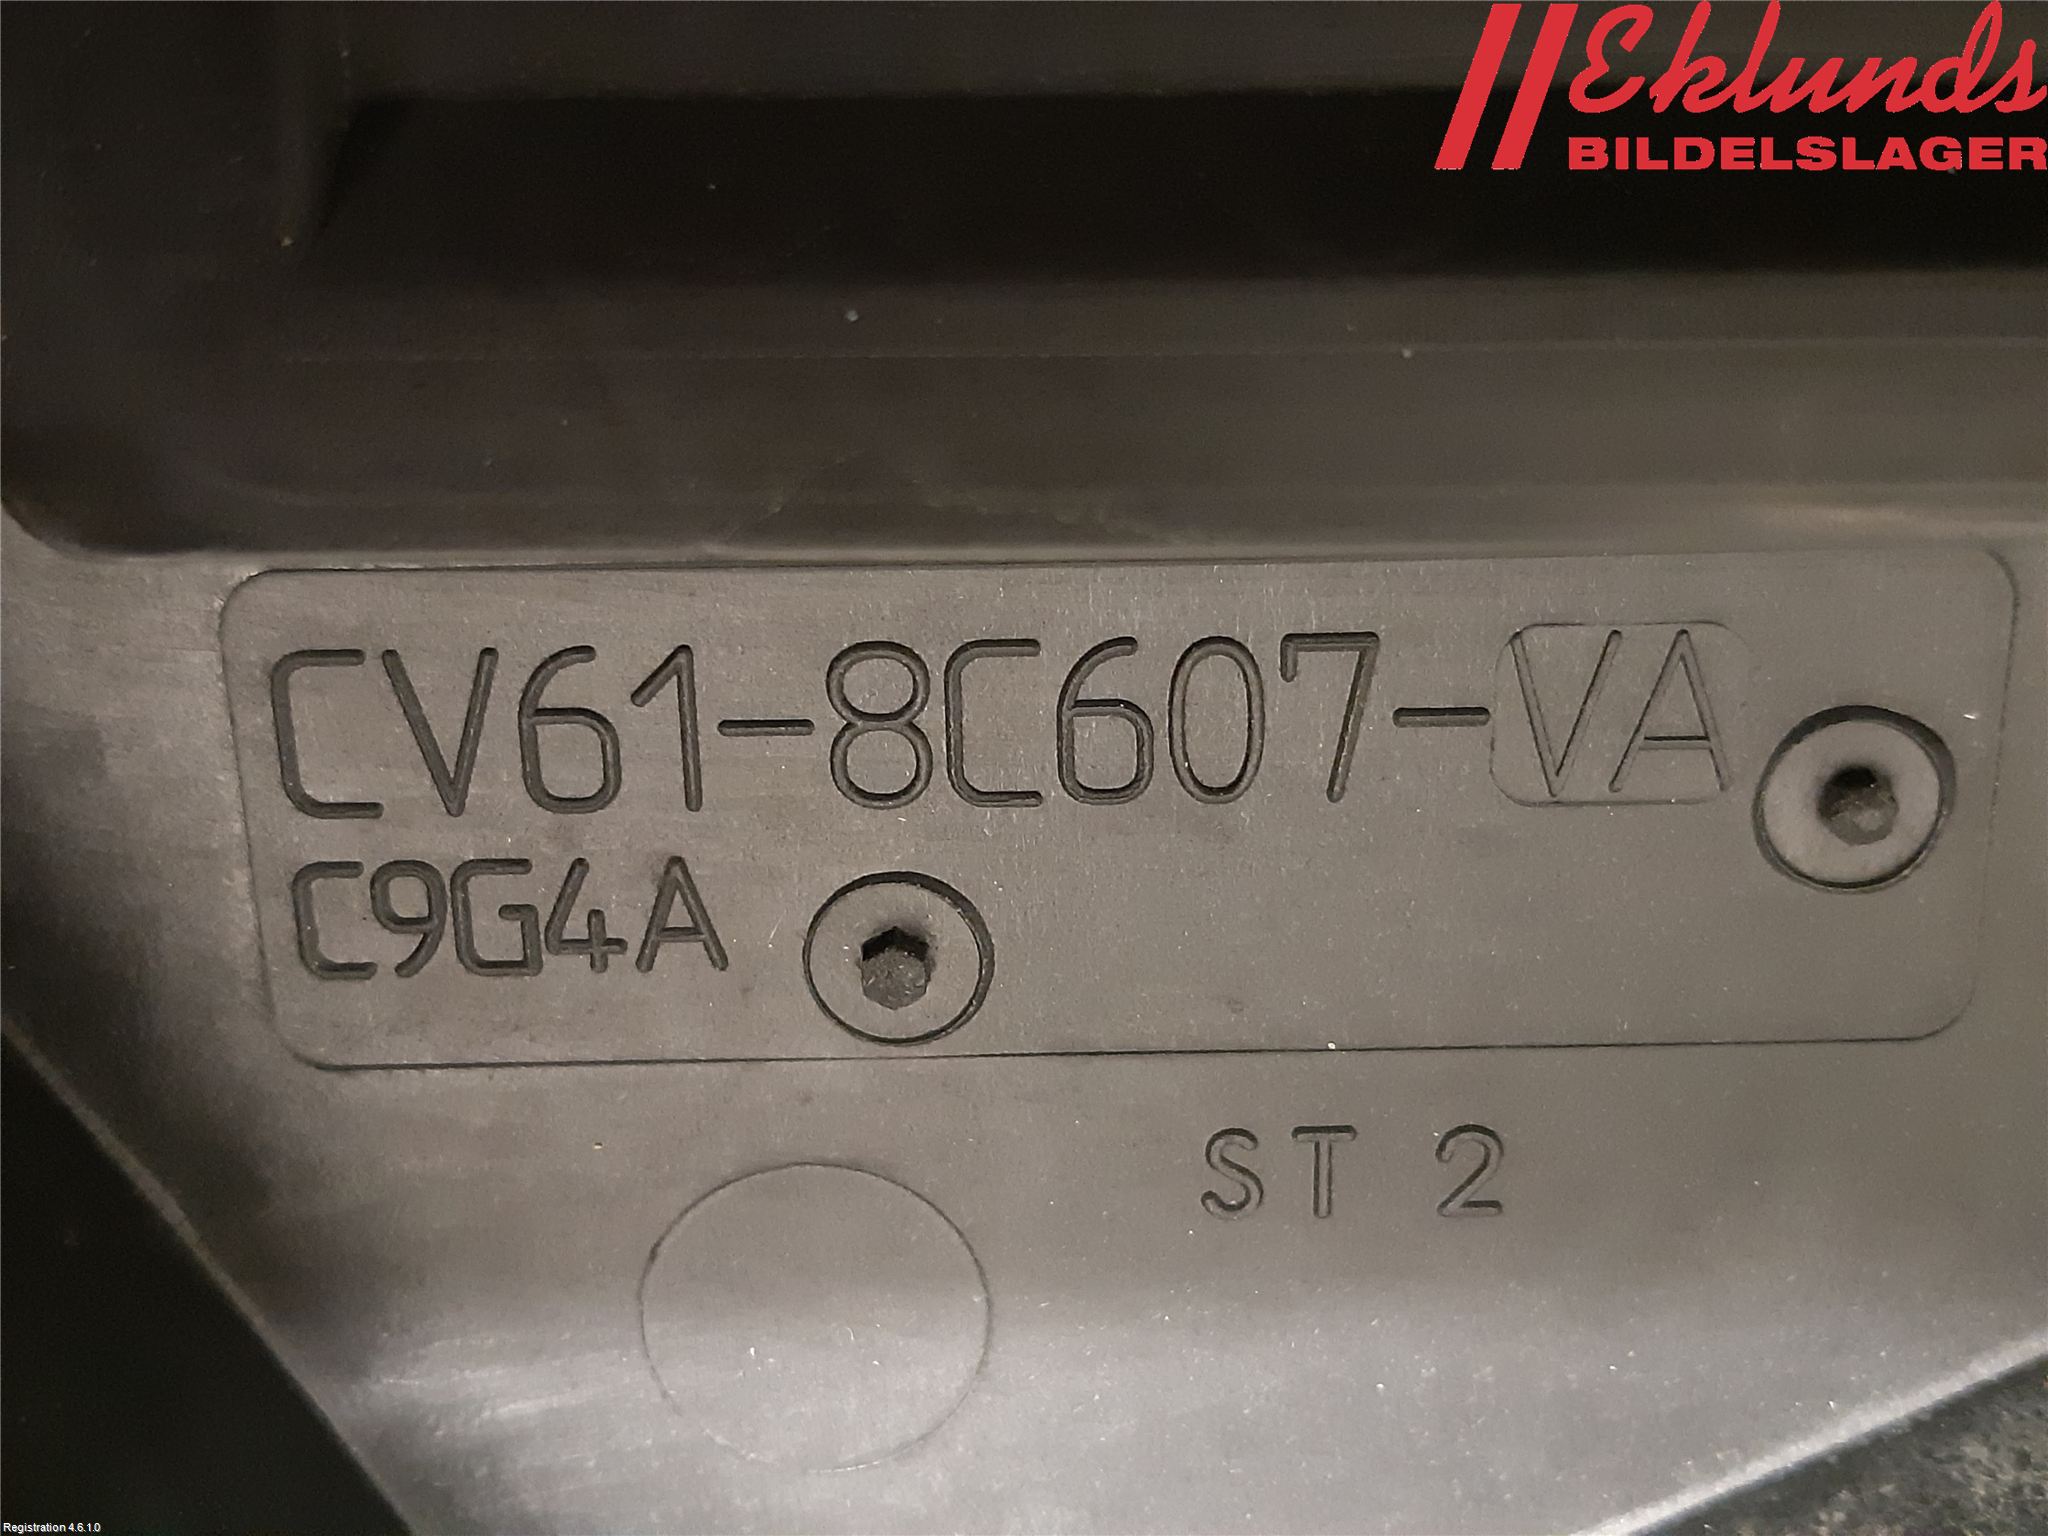 Eklunds
BILDELSLAGER
CV61-8C607-VA
C9G4A
ST 2
Registration 4.6.1.0